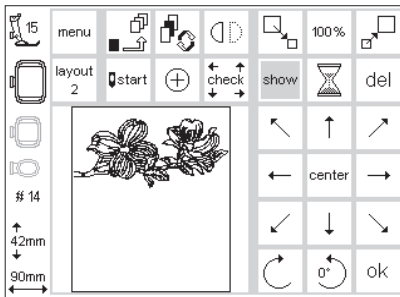 15
menu
100%
layout
2
start
check
show
del
center
# 14
42mm
90mm
0°
ok